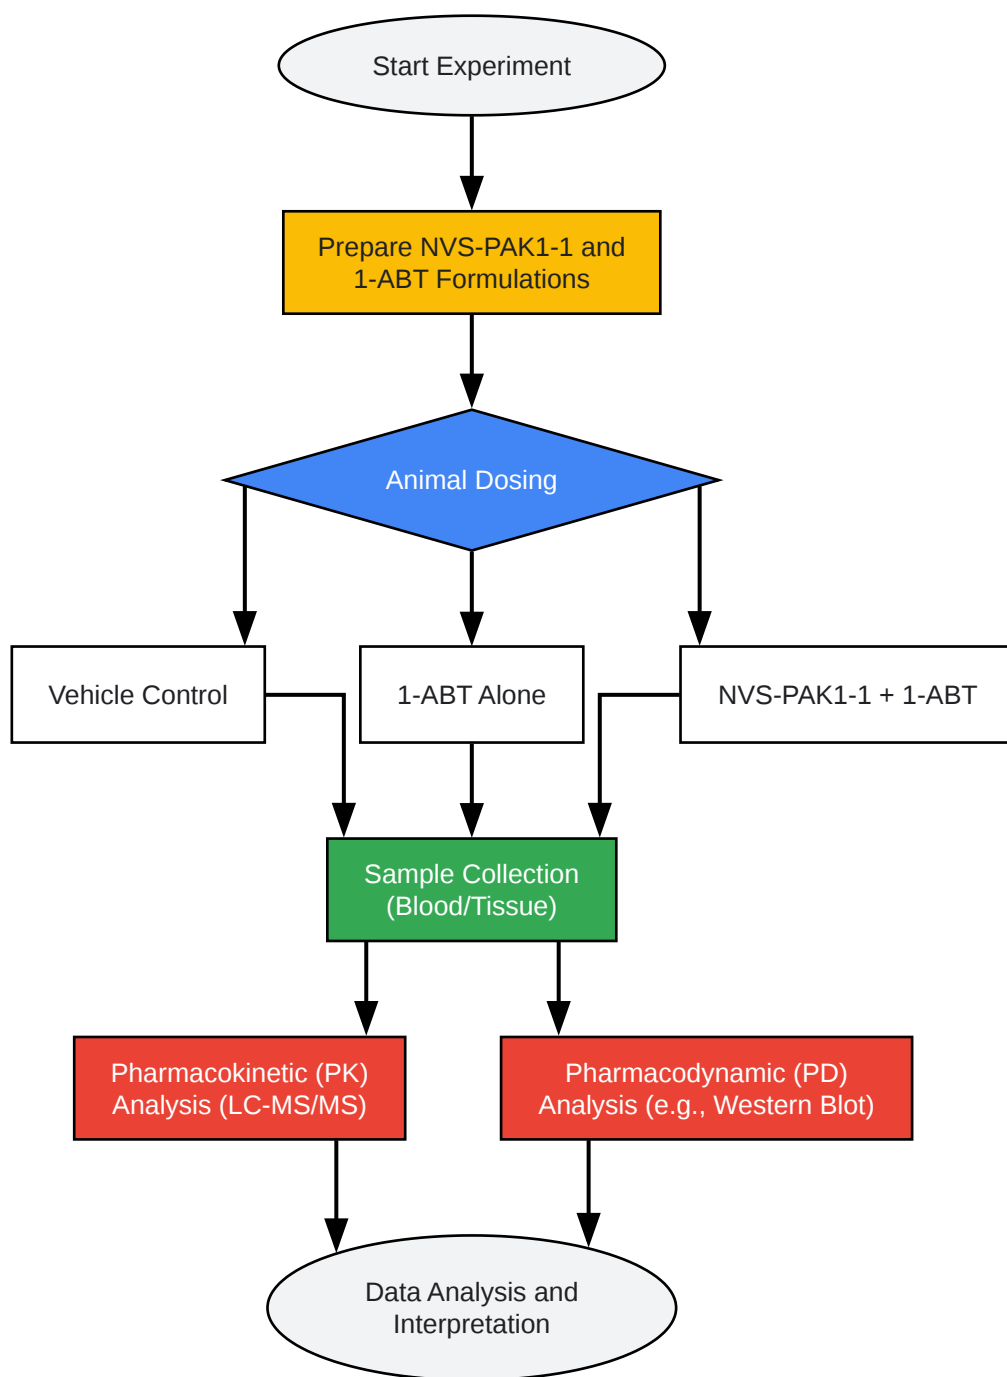 Start Experiment
Prepare NVS-PAK1-1 and
1-ABT Formulations
Animal Dosing
Vehicle Control
1-ABT Alone
NVS-PAK1-1 + 1-ABT
Sample Collection
(Blood/Tissue)
Pharmacokinetic (PK)
Analysis (LC-MS/MS)
Pharmacodynamic (PD)
Analysis (e.g., Western Blot)
Data Analysis and
Interpretation